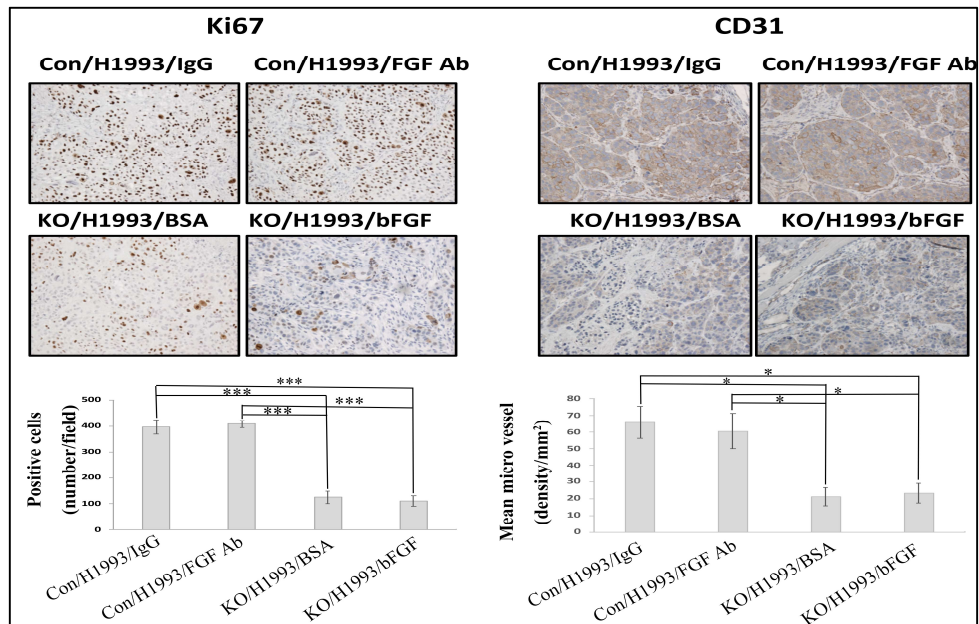 Ki67
Con/H1993/IgG Con/H1993/FGF Ab
KO/H1993/BSA KO/H1993/bFGF
Positive cells
(number/field)
500
400
300
200
100
0
***
***
***
***
Con/H1993/IgG
Con/H1993/FGF Ab
KO/H1993/BSA
KO/H1993/bFGF
CD31
Con/H1993/IgG Con/H1993/FGF Ab
KO/H1993/BSA KO/H1993/bFGF
Mean micro vessel
(density/mm²)
80
70
60
50
40
30
20
10
0
*
*
*
*
Con/H1993/IgG
Con/H1993/FGF Ab
KO/H1993/BSA
KO/H1993/bFGF